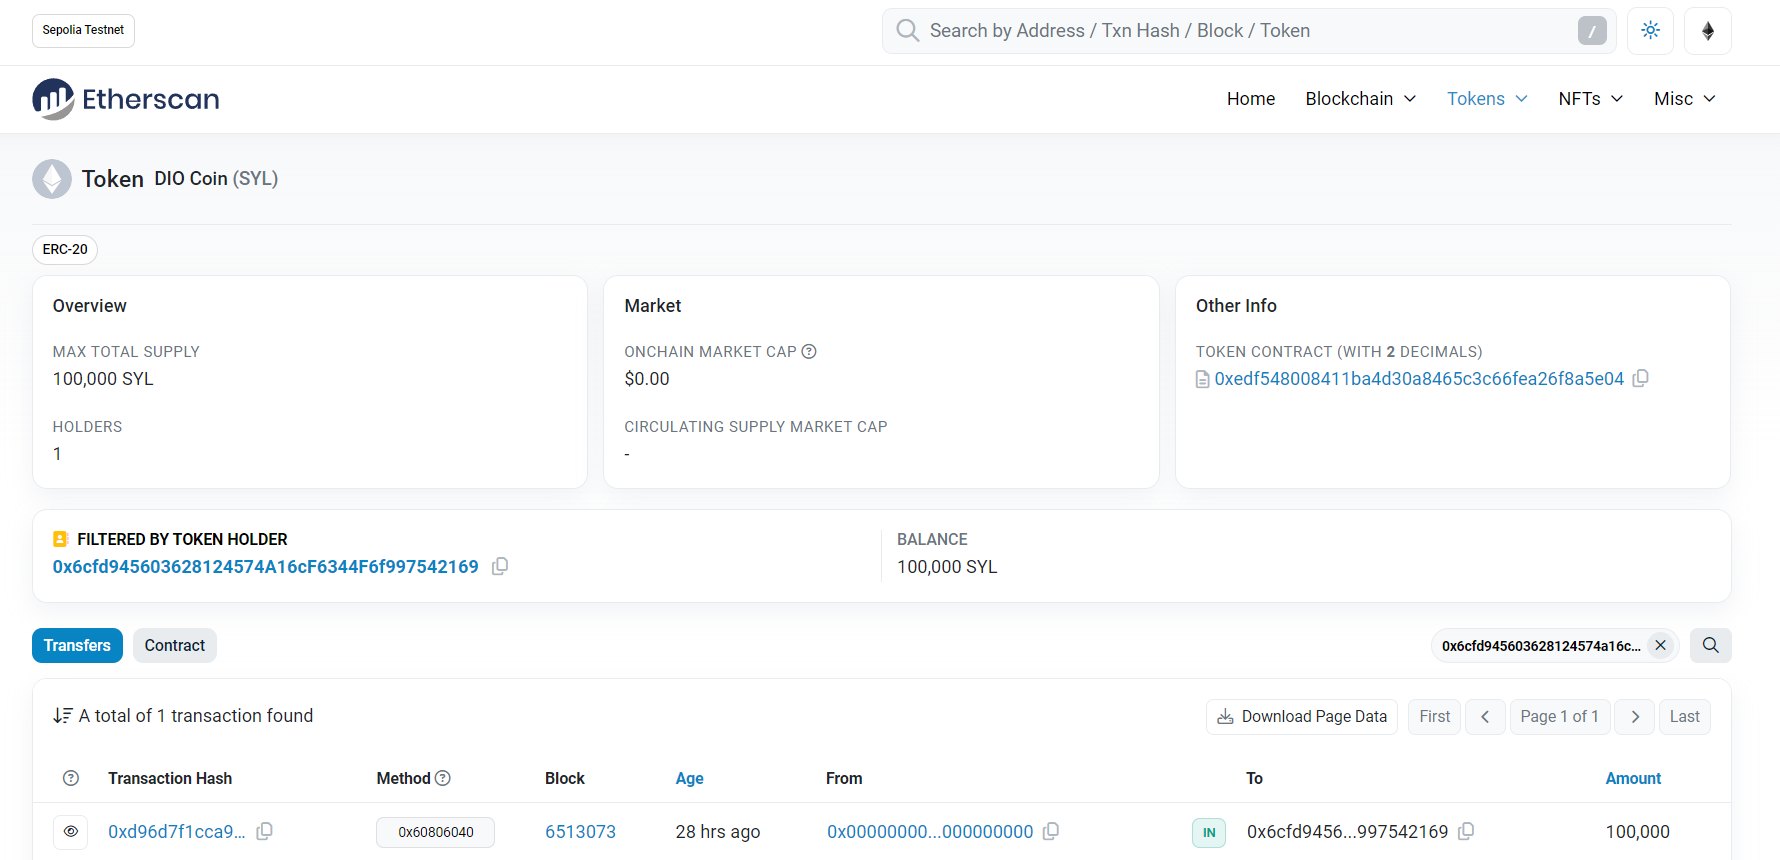 Sepolia Testnet
Search by Address / Txn Hash / Block / Token
/
Etherscan
Home Blockchain Tokens NFTs Misc
Token DIO Coin (SYL)
ERC-20
Overview
MAX TOTAL SUPPLY
100,000 SYL
HOLDERS
1
Market
ONCHAIN MARKET CAP
$0.00
CIRCULATING SUPPLY MARKET CAP
-
Other Info
TOKEN CONTRACT (WITH 2 DECIMALS)
0xedf548008411ba4d30a8465c3c66fea26f8a5e04
FILTERED BY TOKEN HOLDER
0x6cfd945603628124574A16cF6344F6f997542169
BALANCE
100,000 SYL
Transfers Contract
0x6cfd945603628124574a16c...
A total of 1 transaction found
Download Page Data First Page 1 of 1 Last
Transaction Hash Method Block Age From To Amount
0xd96d7f1cca9... 0x60806040 6513073 28 hrs ago 0x00000000...000000000 IN 0x6cfd9456...997542169 100,000